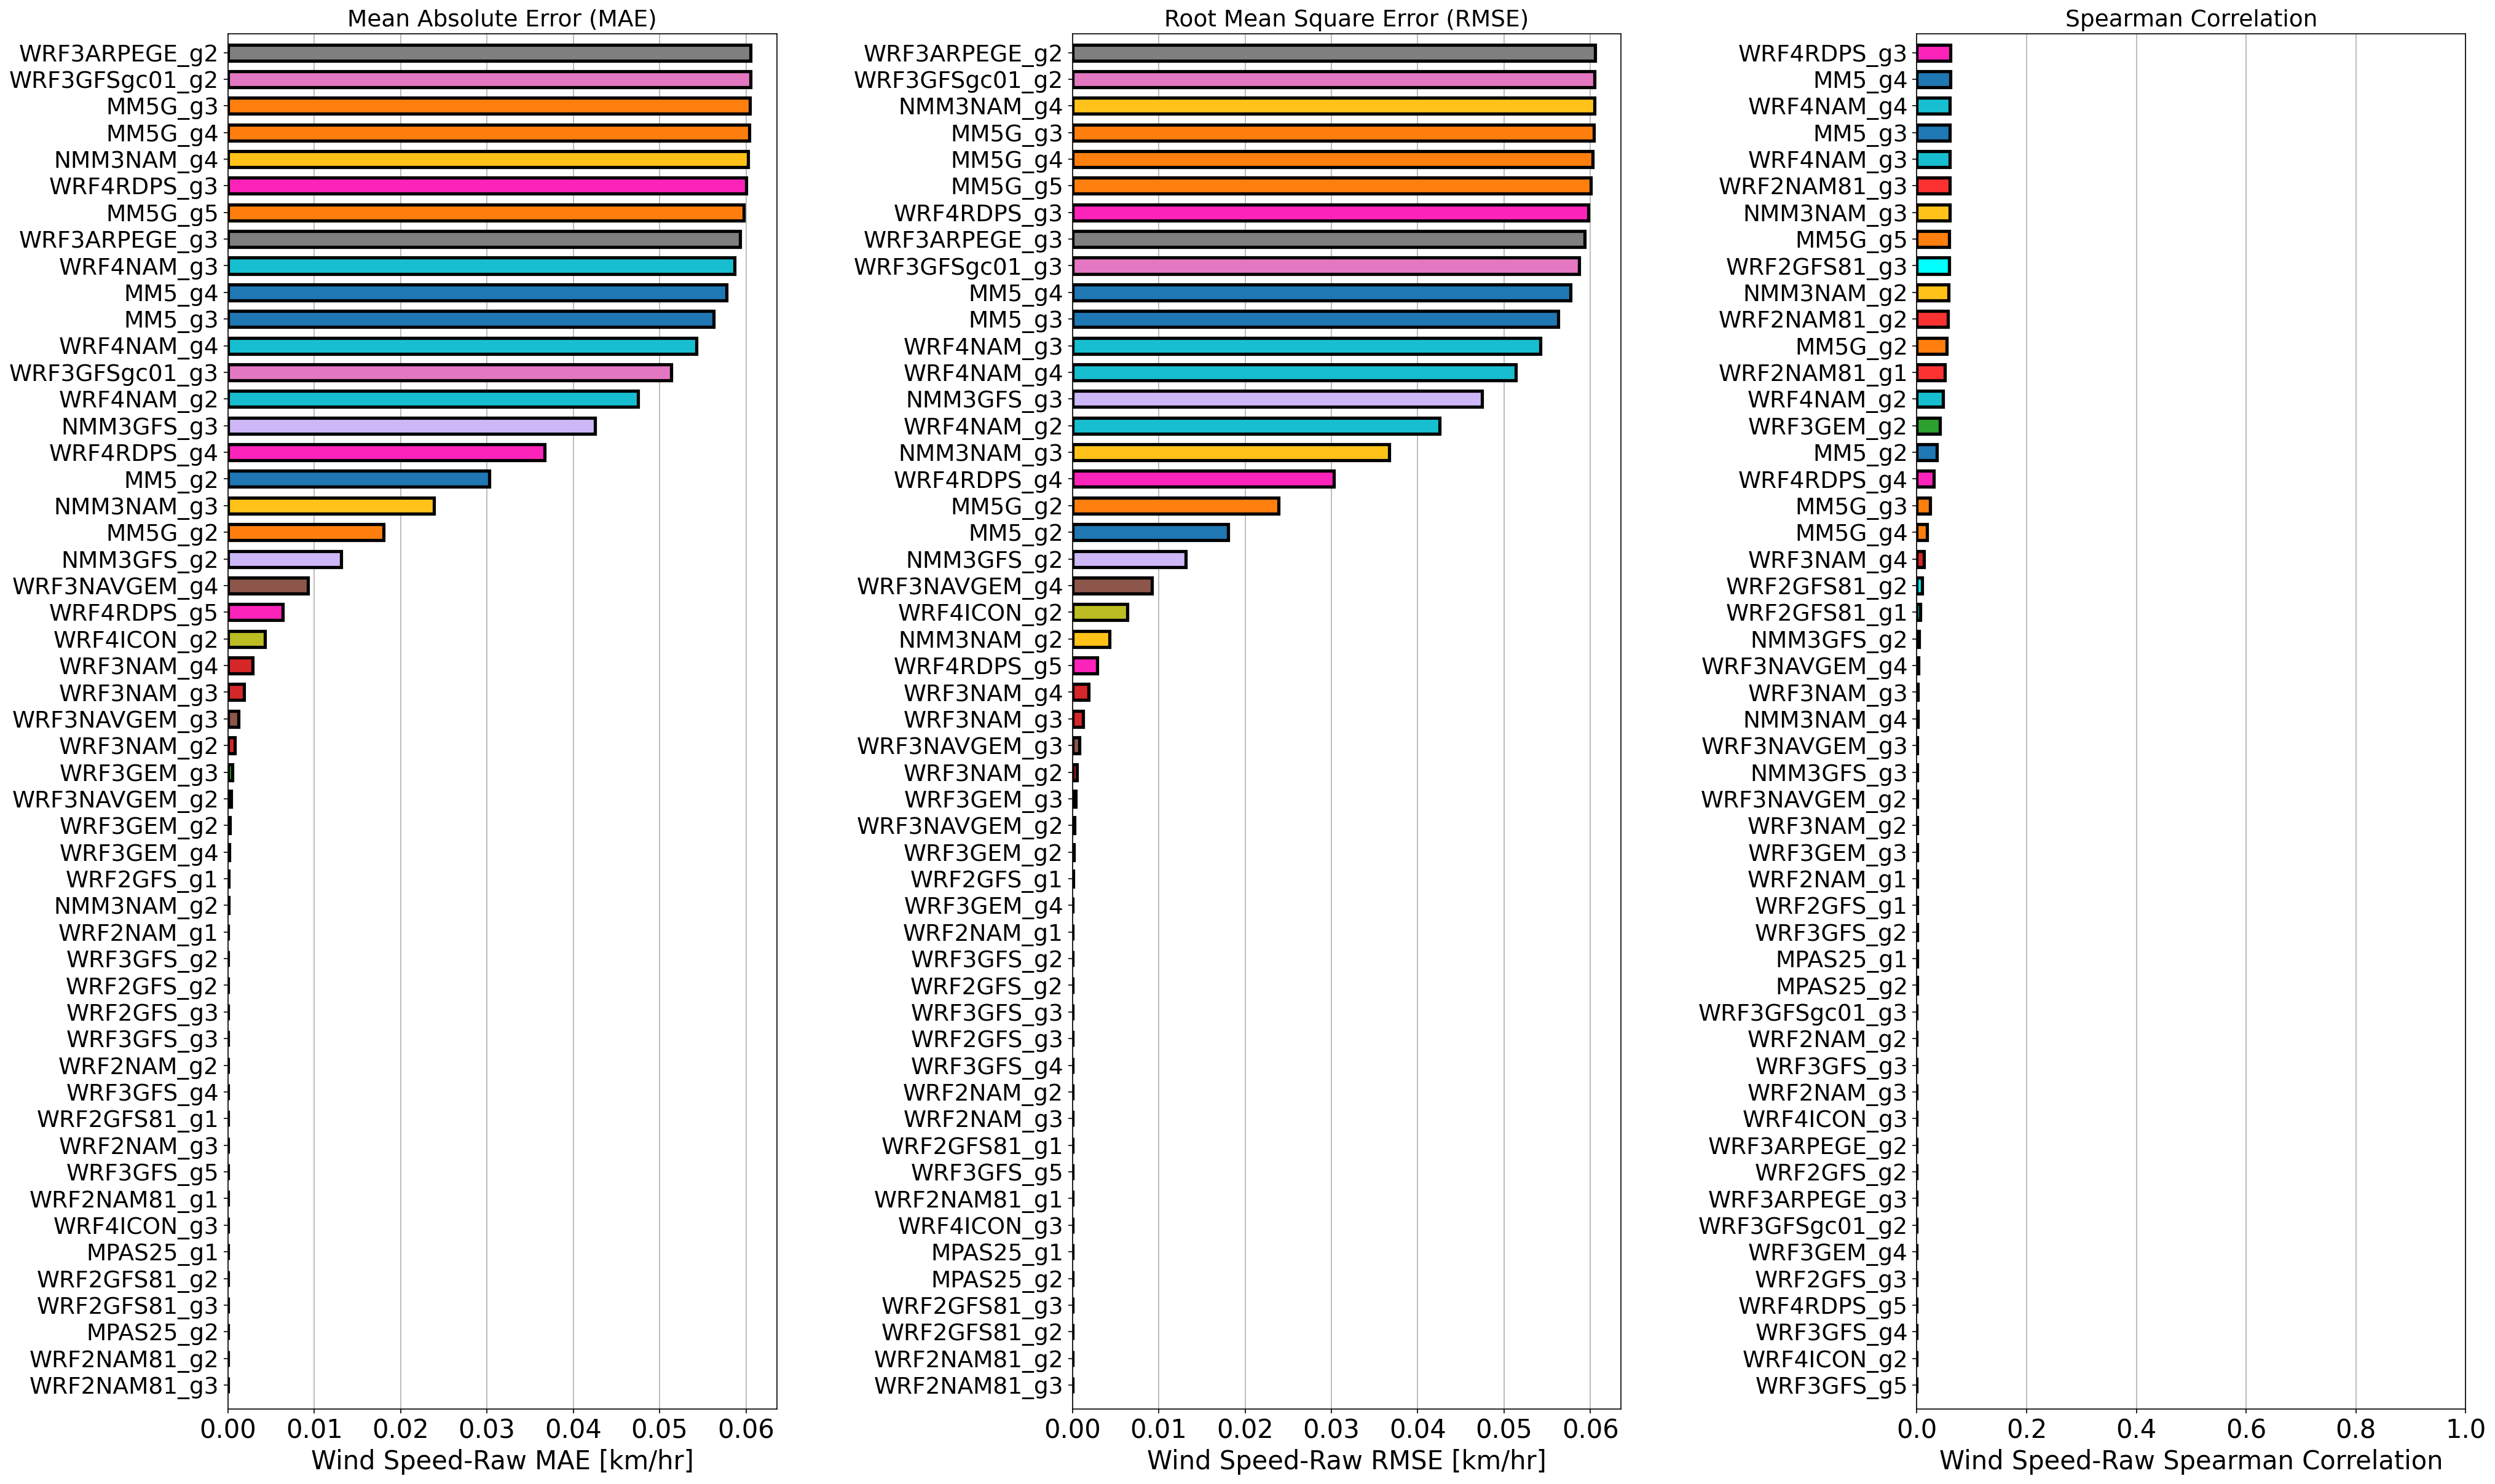 Mean Absolute Error (MAE)
WRF3ARPEGE_g2
WRF3GFSgc01_g2
MM5G_g3
MM5G_g4
NMM3NAM_g4
WRF4RDPS_g3
MM5G_g5
WRF3ARPEGE_g3
WRF4NAM_g3
MM5_g4
MM5_g3
WRF4NAM_g4
WRF3GFSgc01_g3
WRF4NAM_g2
NMM3GFS_g3
WRF4RDPS_g4
MM5_g2
NMM3NAM_g3
MM5G_g2
NMM3GFS_g2
WRF3NAVGEM_g4
WRF4RDPS_g5
WRF4ICON_g2
WRF3NAM_g4
WRF3NAM_g3
WRF3NAVGEM_g3
WRF3NAM_g2
WRF3GEM_g3
WRF3NAVGEM_g2
WRF3GEM_g2
WRF3GEM_g4
WRF2GFS_g1
NMM3NAM_g2
WRF2NAM_g1
WRF3GFS_g2
WRF2GFS_g2
WRF2GFS_g3
WRF3GFS_g3
WRF2NAM_g2
WRF3GFS_g4
WRF2GFS81_g1
WRF2NAM_g3
WRF3GFS_g5
WRF2NAM81_g1
WRF4ICON_g3
MPAS25_g1
WRF2GFS81_g2
WRF2GFS81_g3
MPAS25_g2
WRF2NAM81_g2
WRF2NAM81_g3
0.00 0.01 0.02 0.03 0.04 0.05 0.06
Wind Speed-Raw MAE [km/hr]
Root Mean Square Error (RMSE)
WRF3ARPEGE_g2
WRF3GFSgc01_g2
NMM3NAM_g4
MM5G_g3
MM5G_g4
MM5G_g5
WRF4RDPS_g3
WRF3ARPEGE_g3
WRF3GFSgc01_g3
MM5_g4
MM5_g3
WRF4NAM_g3
WRF4NAM_g4
NMM3GFS_g3
WRF4NAM_g2
NMM3NAM_g3
WRF4RDPS_g4
MM5G_g2
MM5_g2
NMM3GFS_g2
WRF3NAVGEM_g4
WRF4ICON_g2
NMM3NAM_g2
WRF4RDPS_g5
WRF3NAM_g4
WRF3NAM_g3
WRF3NAVGEM_g3
WRF3NAM_g2
WRF3GEM_g3
WRF3NAVGEM_g2
WRF3GEM_g2
WRF2GFS_g1
WRF3GEM_g4
WRF2NAM_g1
WRF3GFS_g2
WRF2GFS_g2
WRF3GFS_g3
WRF2GFS_g3
WRF3GFS_g4
WRF2NAM_g2
WRF2NAM_g3
WRF2GFS81_g1
WRF3GFS_g5
WRF2NAM81_g1
WRF4ICON_g3
MPAS25_g1
MPAS25_g2
WRF2GFS81_g3
WRF2GFS81_g2
WRF2NAM81_g2
WRF2NAM81_g3
0.00 0.01 0.02 0.03 0.04 0.05 0.06
Wind Speed-Raw RMSE [km/hr]
Spearman Correlation
WRF4RDPS_g3
MM5_g4
WRF4NAM_g4
MM5_g3
WRF4NAM_g3
WRF2NAM81_g3
NMM3NAM_g3
MM5G_g5
WRF2GFS81_g3
NMM3NAM_g2
WRF2NAM81_g2
MM5G_g2
WRF2NAM81_g1
WRF4NAM_g2
WRF3GEM_g2
MM5_g2
WRF4RDPS_g4
MM5G_g3
MM5G_g4
WRF3NAM_g4
WRF2GFS81_g2
WRF2GFS81_g1
NMM3GFS_g2
WRF3NAVGEM_g4
WRF3NAM_g3
NMM3NAM_g4
WRF3NAVGEM_g3
NMM3GFS_g3
WRF3NAVGEM_g2
WRF3NAM_g2
WRF3GEM_g3
WRF2NAM_g1
WRF2GFS_g1
WRF3GFS_g2
MPAS25_g1
MPAS25_g2
WRF3GFSgc01_g3
WRF2NAM_g2
WRF3GFS_g3
WRF2NAM_g3
WRF4ICON_g3
WRF3ARPEGE_g2
WRF2GFS_g2
WRF3ARPEGE_g3
WRF3GFSgc01_g2
WRF3GEM_g4
WRF2GFS_g3
WRF4RDPS_g5
WRF3GFS_g4
WRF4ICON_g2
WRF3GFS_g5
0.0 0.2 0.4 0.6 0.8 1.0
Wind Speed-Raw Spearman Correlation